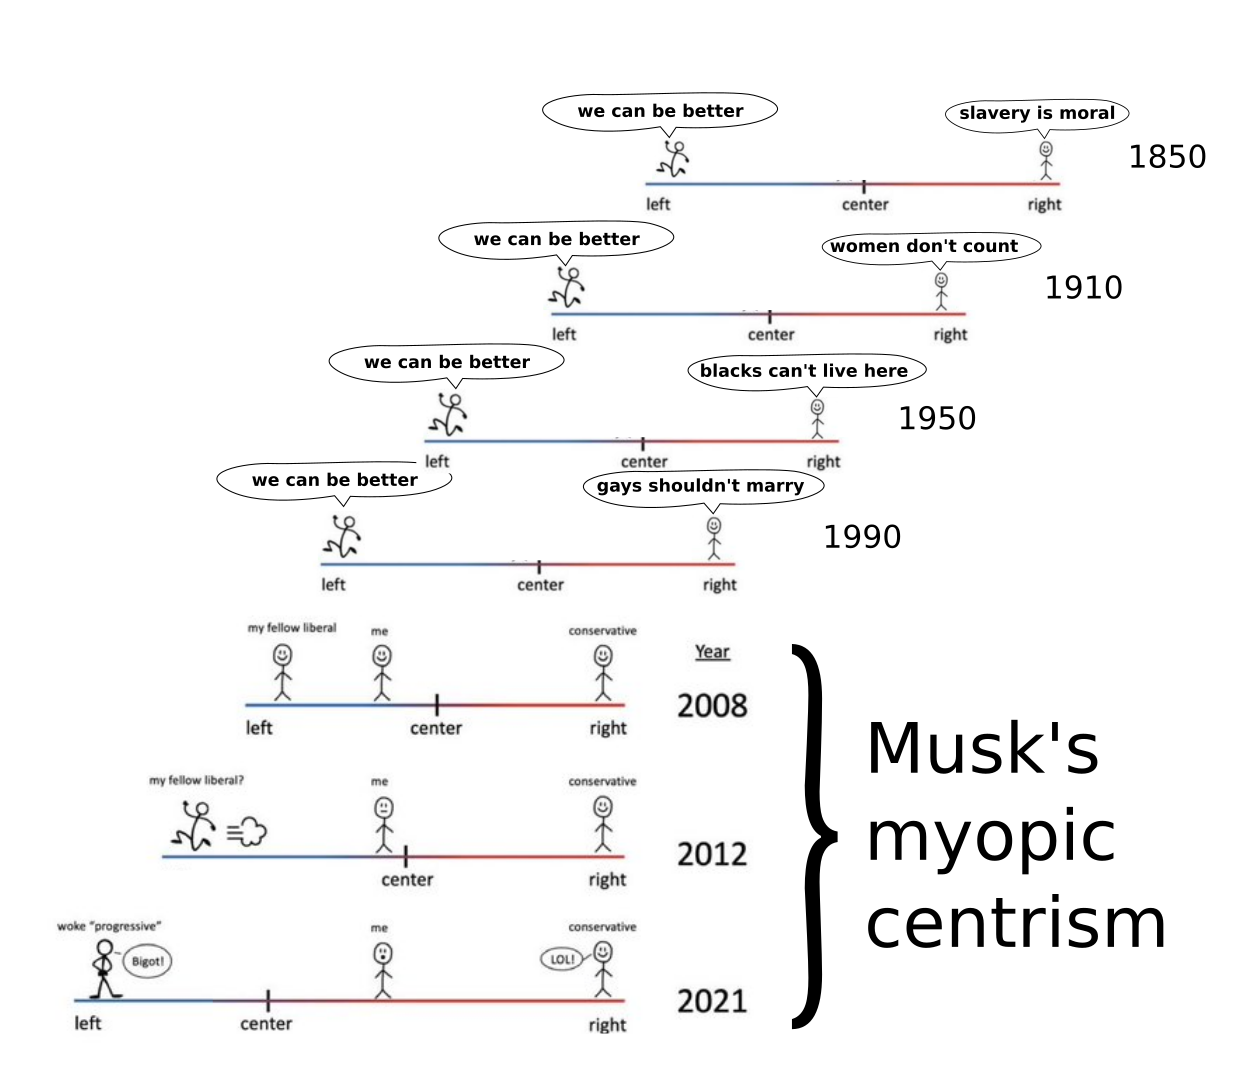 we can be better
slavery is moral
1850
left
center
right
we can be better
women don't count
1910
left
center
right
we can be better
blacks can't live here
1950
left
center
right
we can be better
gays shouldn't marry
1990
left
center
right
my fellow liberal
me
conservative
Year
2008
left
center
right
my fellow liberal?
me
conservative
2012
center
right
woke “progressive”
me
conservative
Bigot!
LOL!
2021
left
center
right
Musk's
myopic
centrism